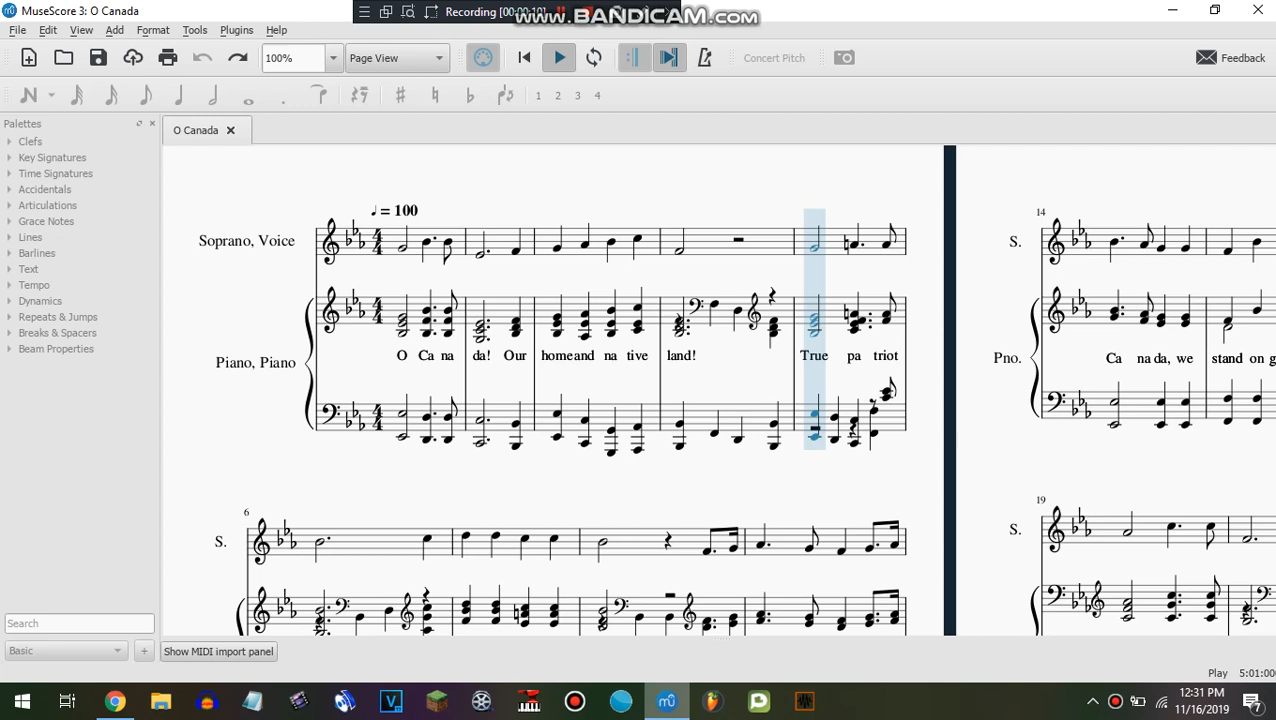 MuseScore 3: O Canada
Recording [00:00:10]
www.BANDICAM.com
File Edit View Add Format Tools Plugins Help
100% Page View Concert Pitch Feedback
1 2 3 4
Palettes
O Canada
Clefs
Key Signatures
Time Signatures
Accidentals
Articulations
Grace Notes
Lines
Barlines
Text
Tempo
Dynamics
Repeats & Jumps
Breaks & Spacers
Beam Properties
= 100
14
Soprano, Voice
S.
O Ca na da! Our home and na tive land! True pa triot
Piano, Piano
Pno.
Ca na da, we stand on g
6
S.
19
S.
Search
Basic
+
Show MIDI import panel
Play 5:01:00
12:31 PM
11/16/2019
7